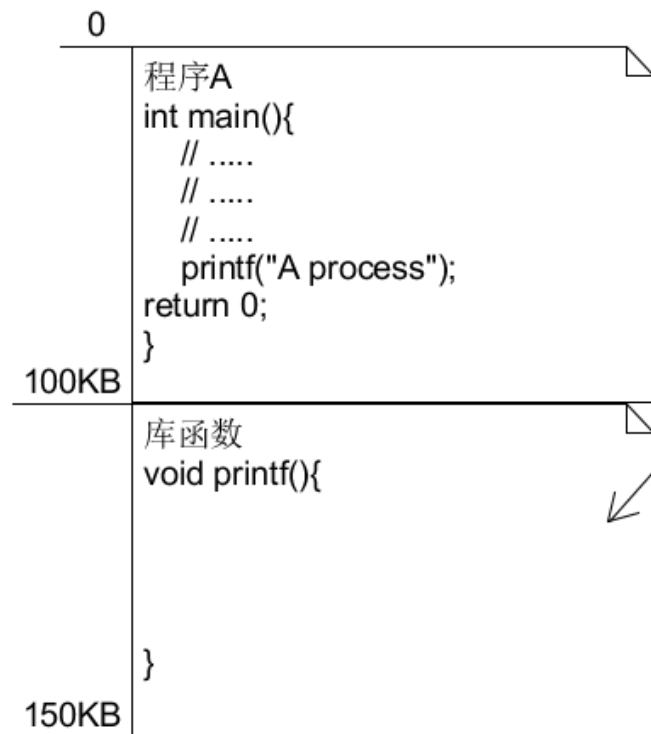 0
程序A
int main(){
// .....
// .....
// .....
printf("A process");
return 0;
}
100KB
库函数
void printf(){
}
150KB